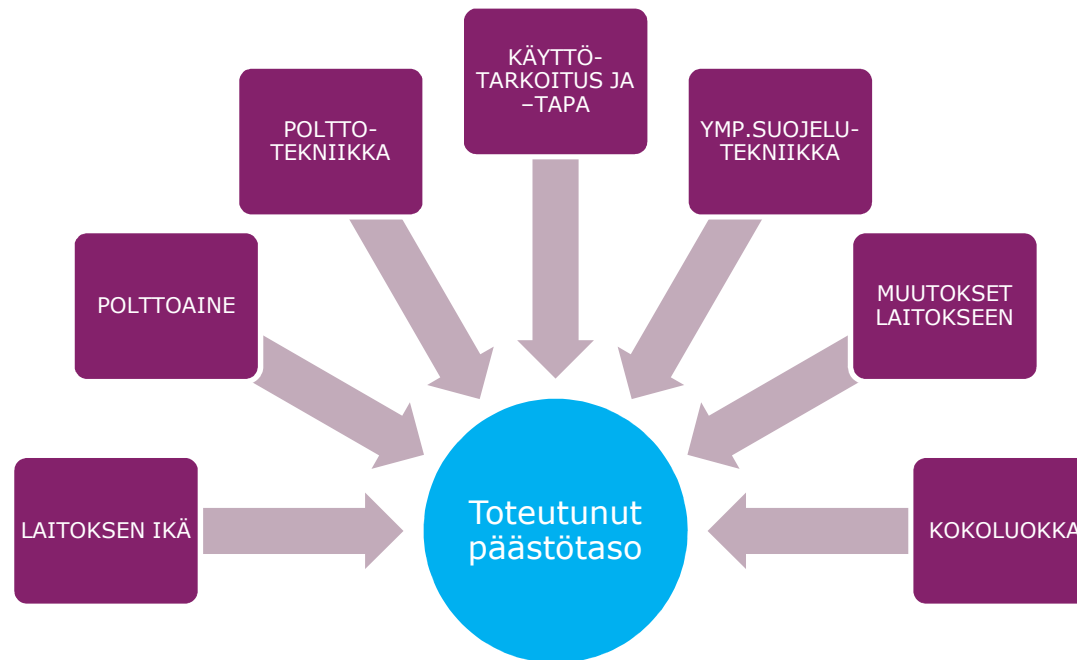 KÄYTTÖ-
TARKOITUS JA
–TAPA
POLTTO-
TEKNIIKKA
YMP.SUOJELU-
TEKNIIKKA
POLTTOAINE
MUUTOKSET
LAITOKSEEN
LAITOKSEN IKÄ
Toteutunut
päästötaso
KOKOLUOKKA